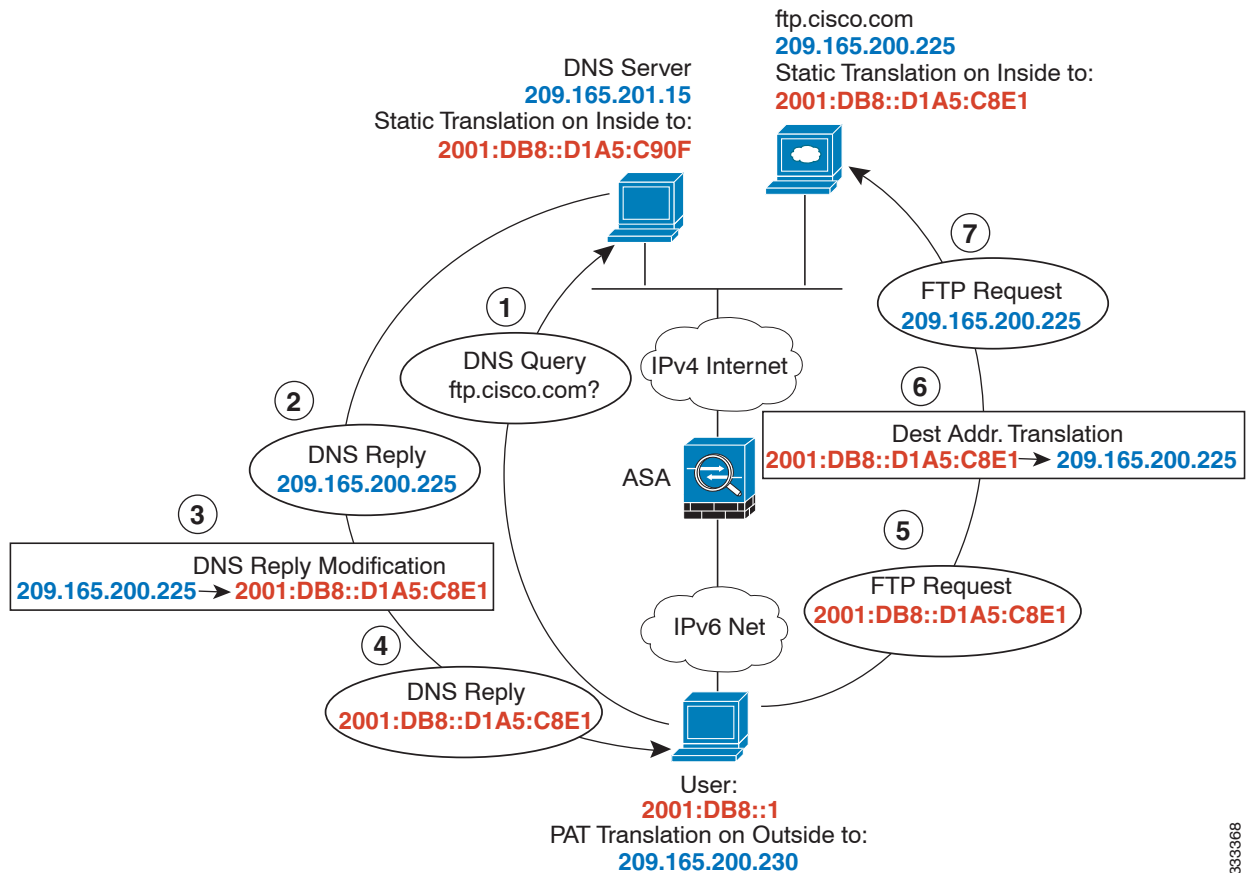 ftp.cisco.com
209.165.200.225
Static Translation on Inside to:
2001:DB8::D1A5:C8E1
DNS Server
209.165.201.15
Static Translation on Inside to:
2001:DB8::D1A5:C90F
1
DNS Query
ftp.cisco.com?
2
DNS Reply
209.165.200.225
3
DNS Reply Modification
209.165.200.225 → 2001:DB8::D1A5:C8E1
4
DNS Reply
2001:DB8::D1A5:C8E1
IPv4 Internet
ASA
IPv6 Net
7
FTP Request
209.165.200.225
6
Dest Addr. Translation
2001:DB8::D1A5:C8E1 → 209.165.200.225
5
FTP Request
2001:DB8::D1A5:C8E1
User:
2001:DB8::1
PAT Translation on Outside to:
209.165.200.230
333368